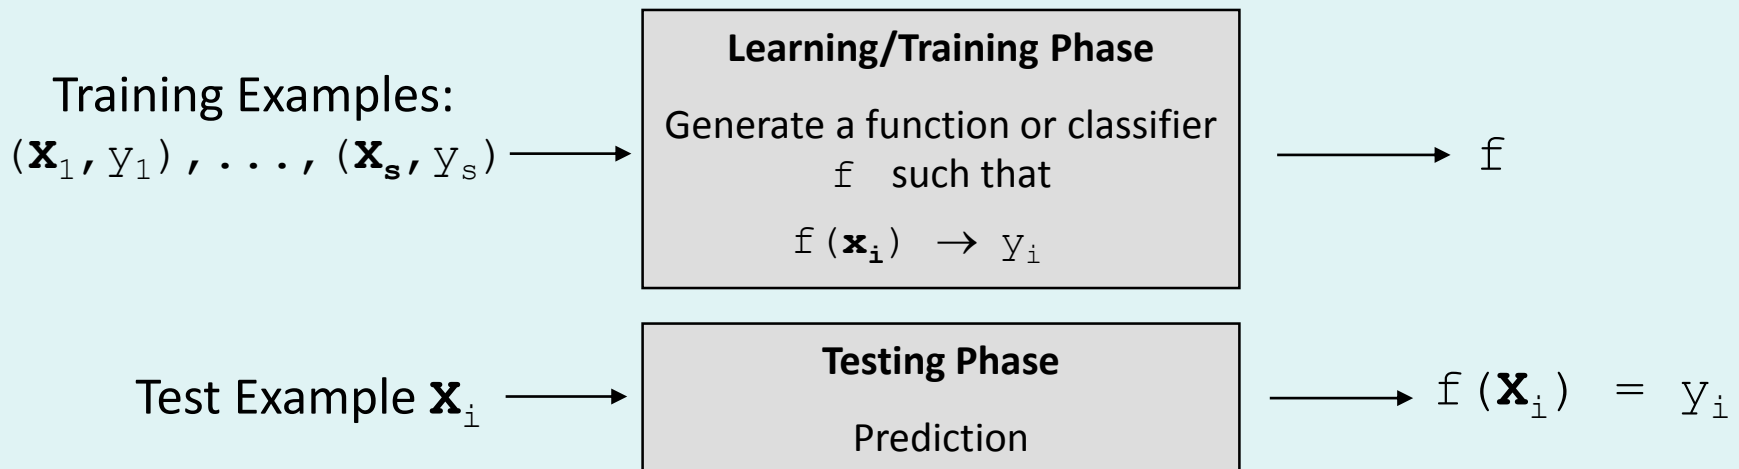 Training Examples:
(X₁,y₁),...,(Xₛ,yₛ)
Learning/Training Phase
Generate a function or classifier
f such that
f(xᵢ) → yᵢ
f
Test Example Xᵢ
Testing Phase
Prediction
f(Xᵢ) = yᵢ